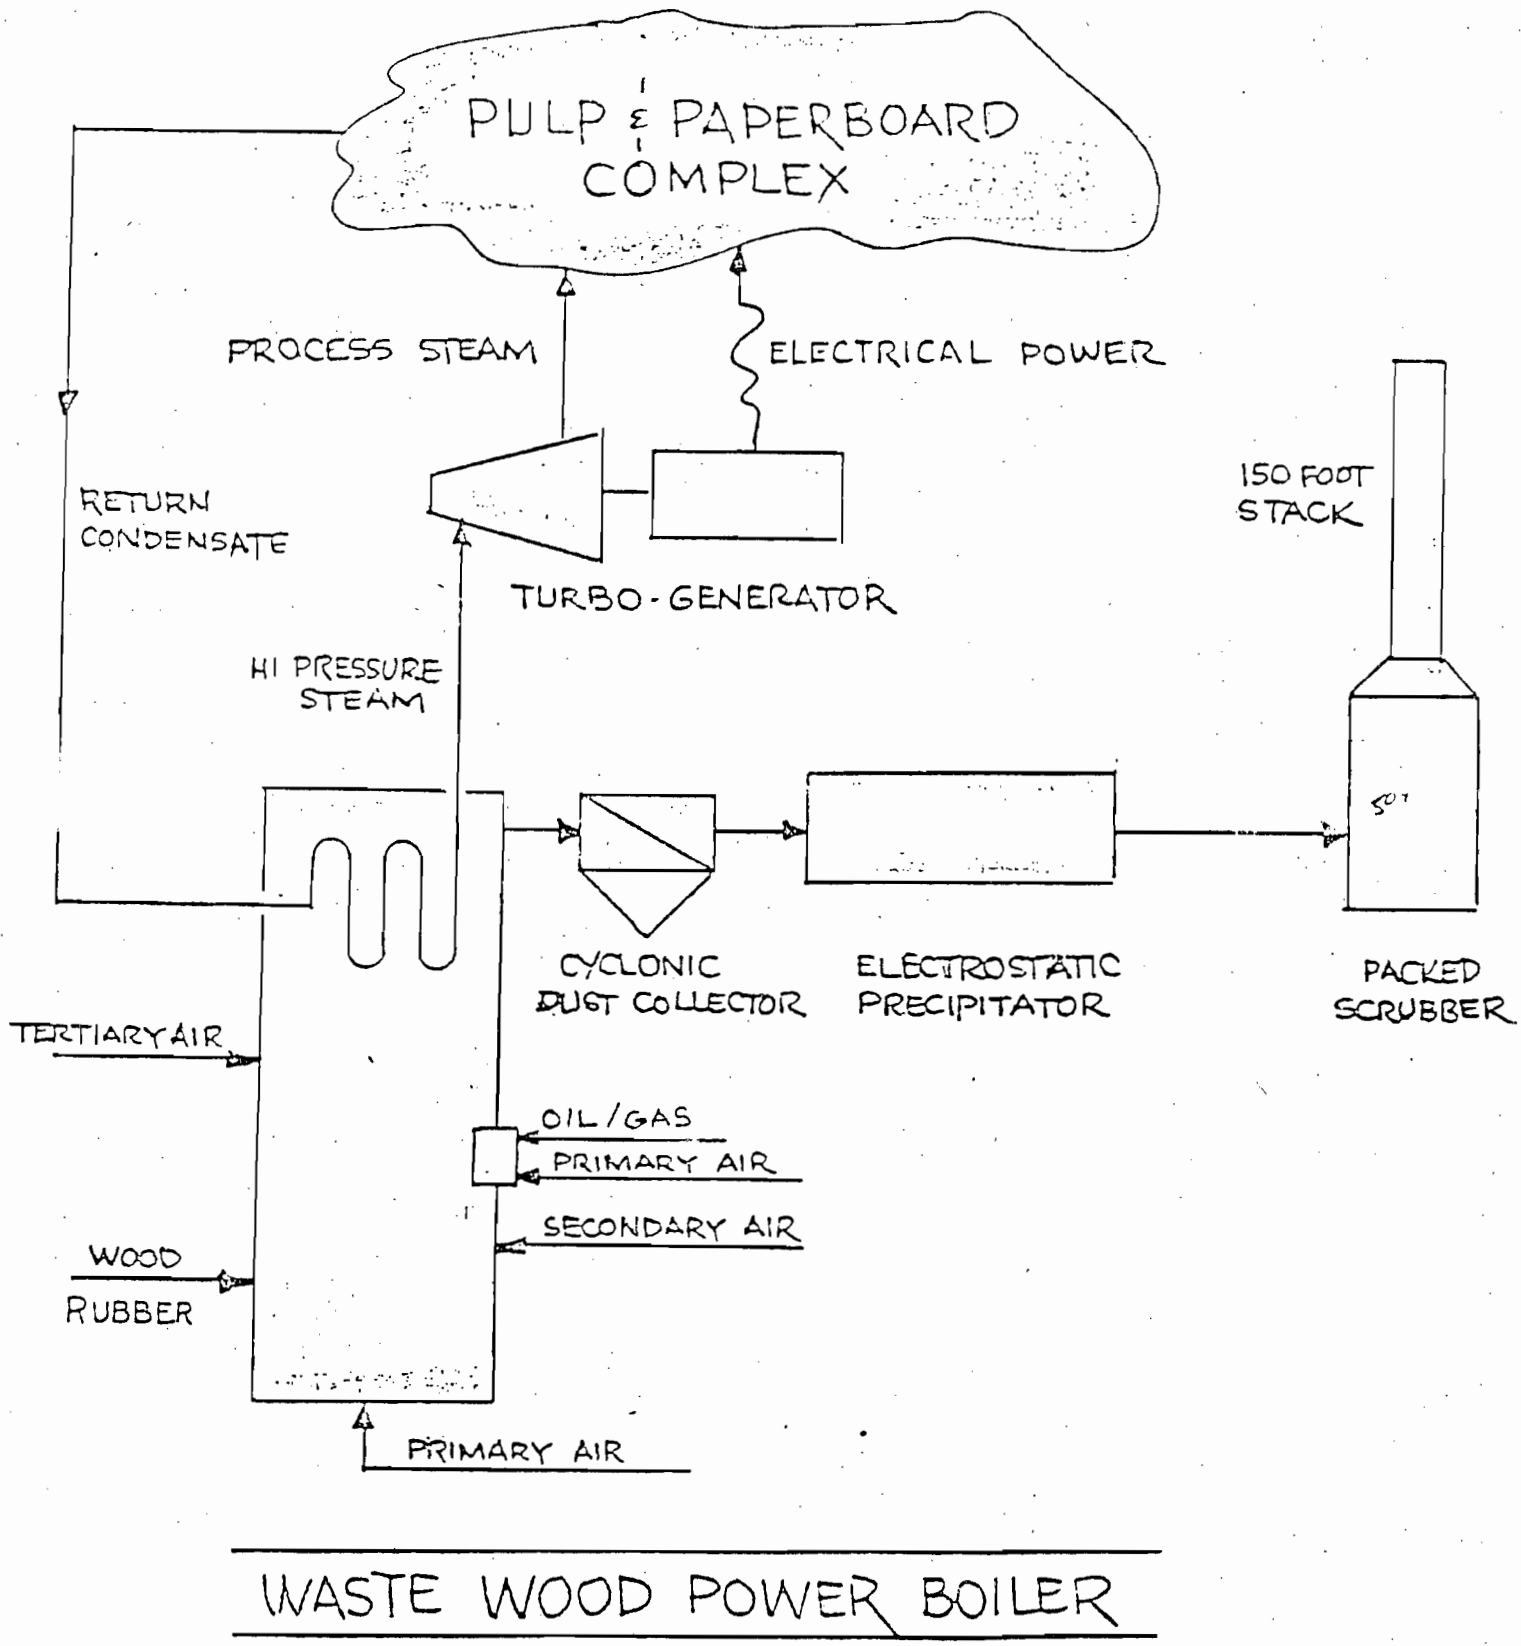 PULP & PAPERBOARD
COMPLEX
PROCESS STEAM
ELECTRICAL POWER
RETURN
CONDENSATE
150 FOOT
STACK
TURBO-GENERATOR
HI PRESSURE
STEAM
CYCLONIC
DUST COLLECTOR
ELECTROSTATIC
PRECIPITATOR
PACKED
SCRUBBER
TERTIARY AIR
OIL/GAS
PRIMARY AIR
SECONDARY AIR
WOOD
RUBBER
PRIMARY AIR
WASTE WOOD POWER BOILER